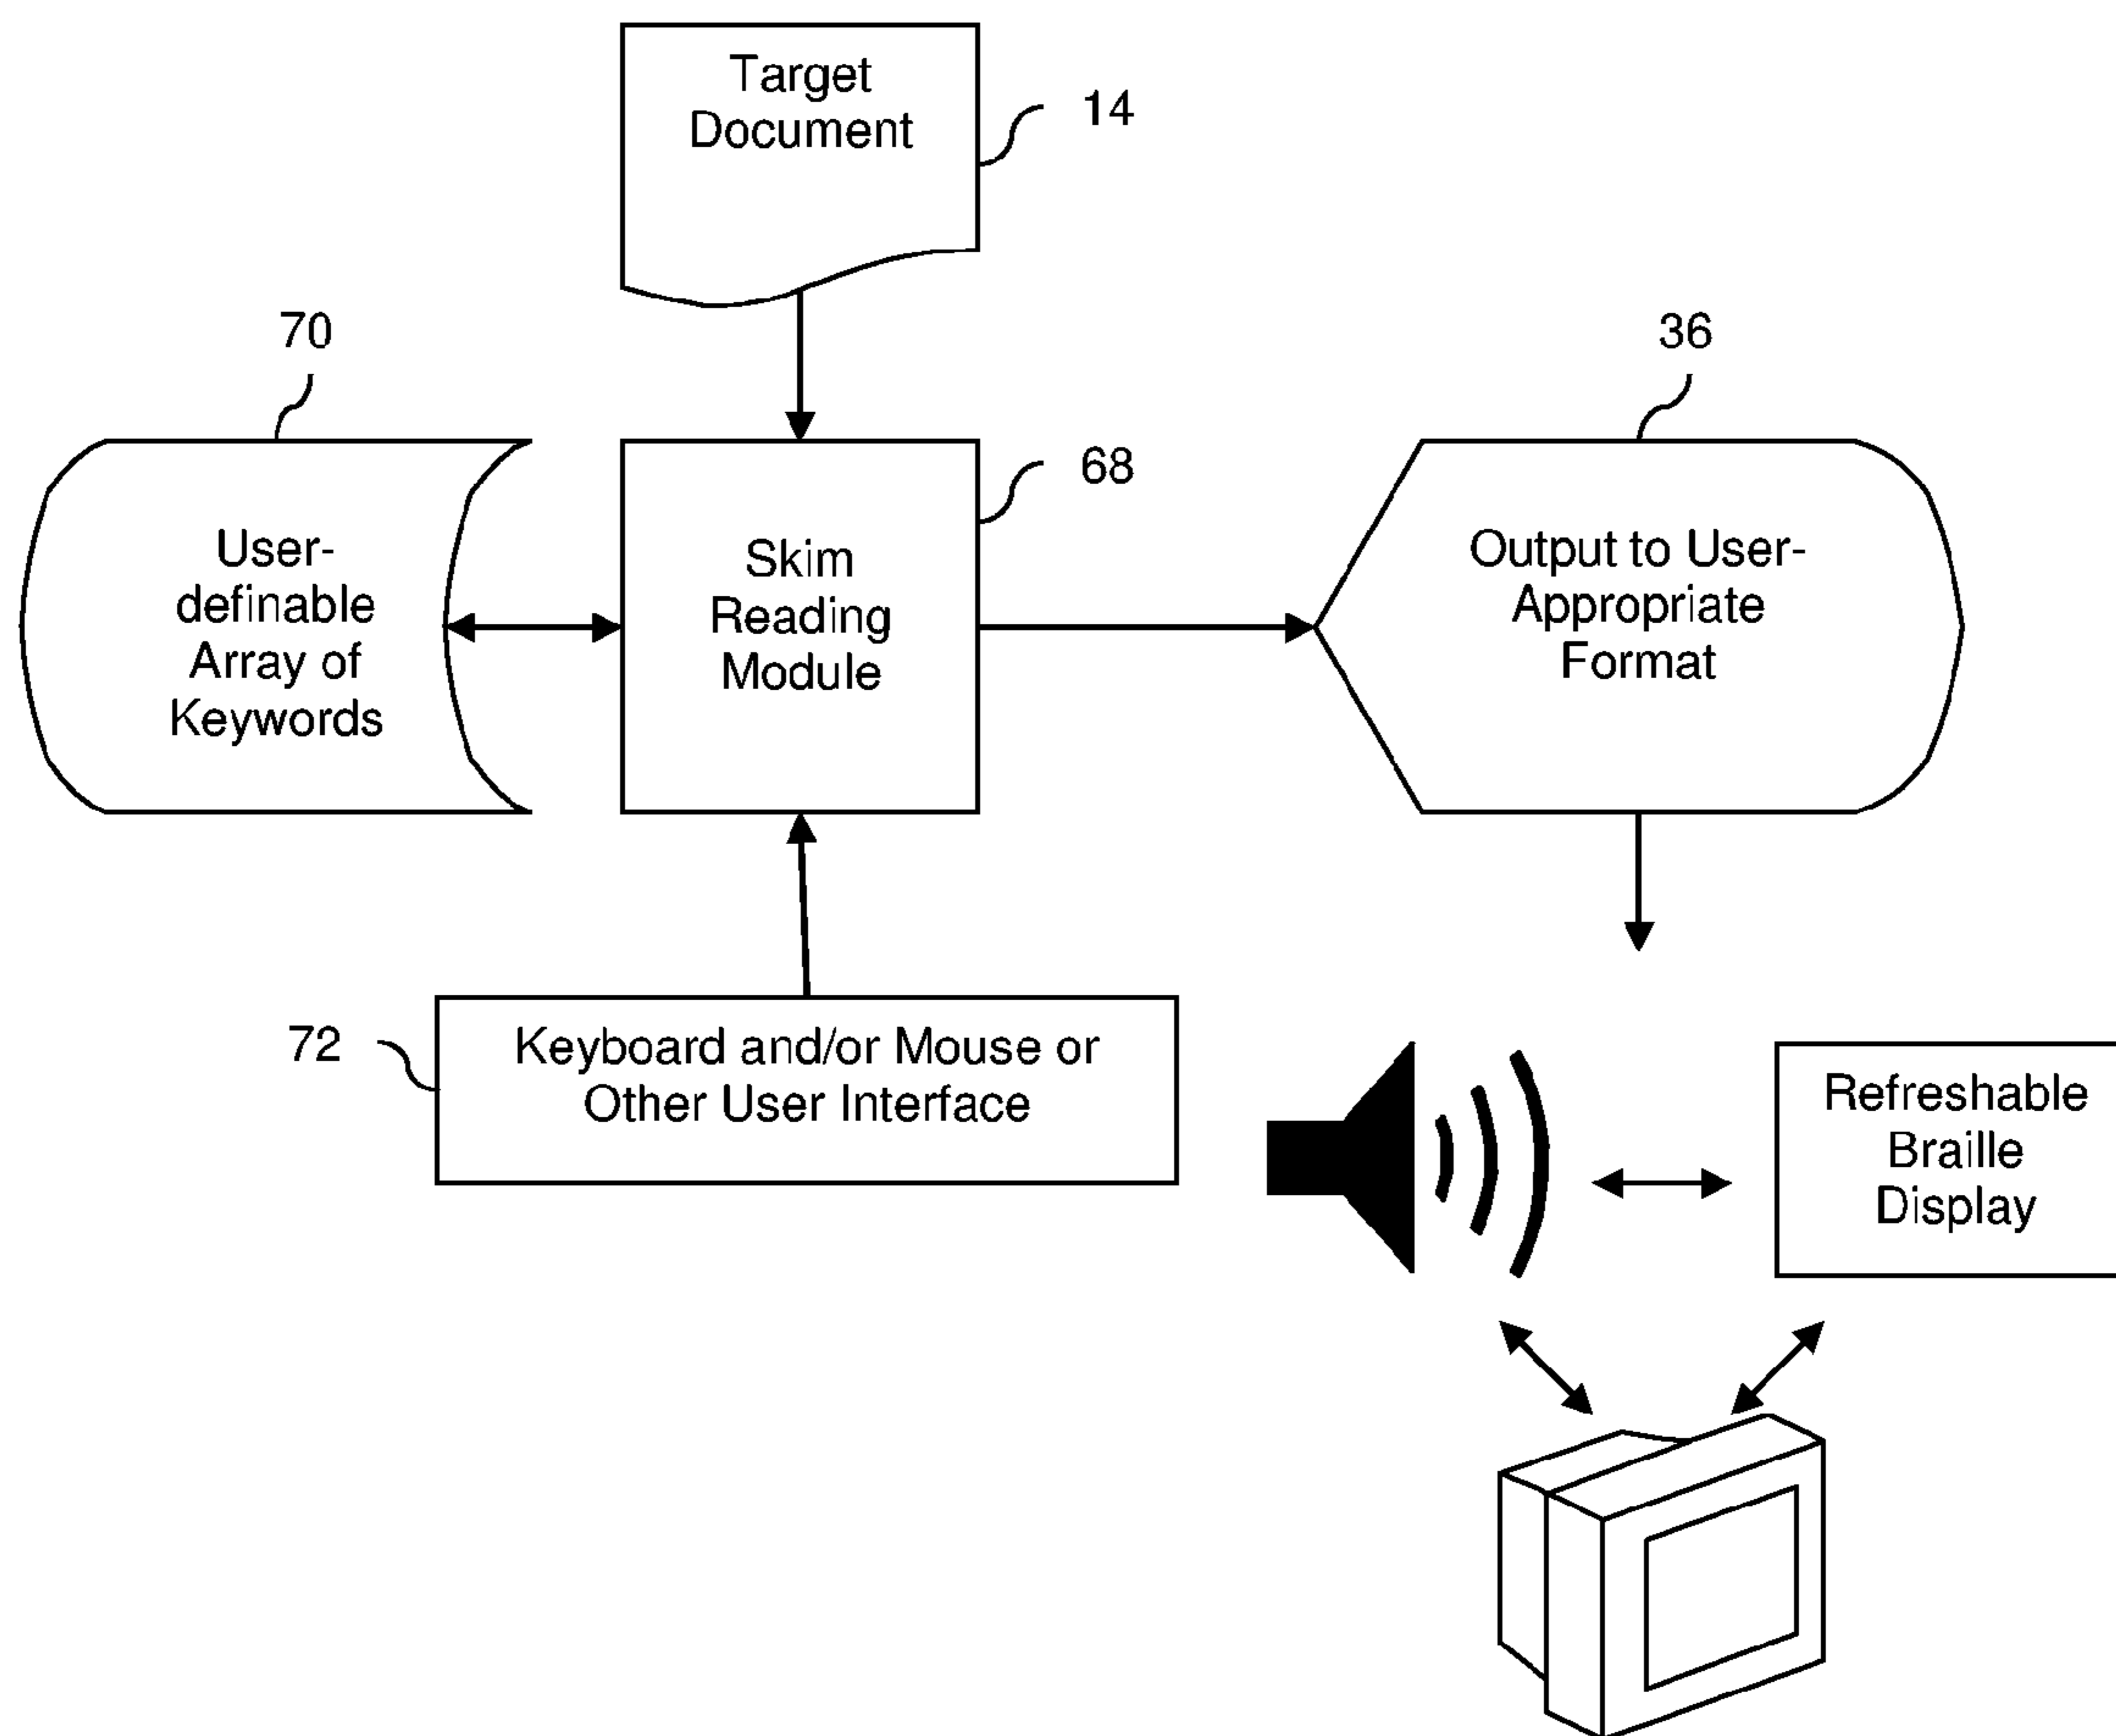 Target
Document
14
70
36
68
User-
definable
Array of
Keywords
Skim
Reading
Module
Output to User-
Appropriate
Format
72
Keyboard and/or Mouse or
Other User Interface
Refreshable
Braille
Display